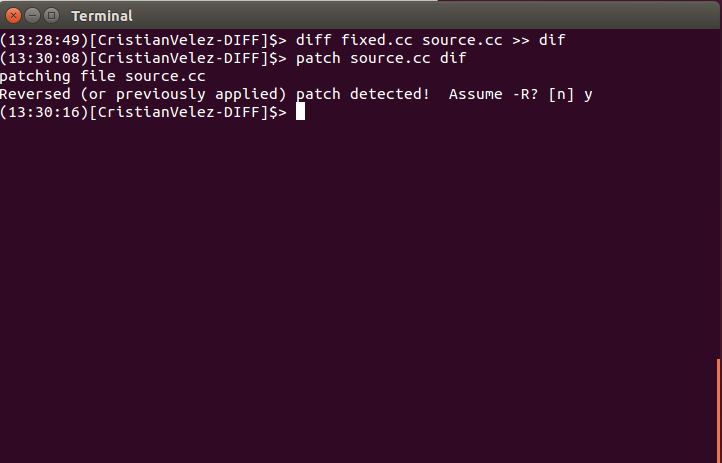 Terminal
(13:28:49)[CristianVelez-DIFF]$> diff fixed.cc source.cc >> dif
(13:30:08)[CristianVelez-DIFF]$> patch source.cc dif
patching file source.cc
Reversed (or previously applied) patch detected!  Assume -R? [n] y
(13:30:16)[CristianVelez-DIFF]$>